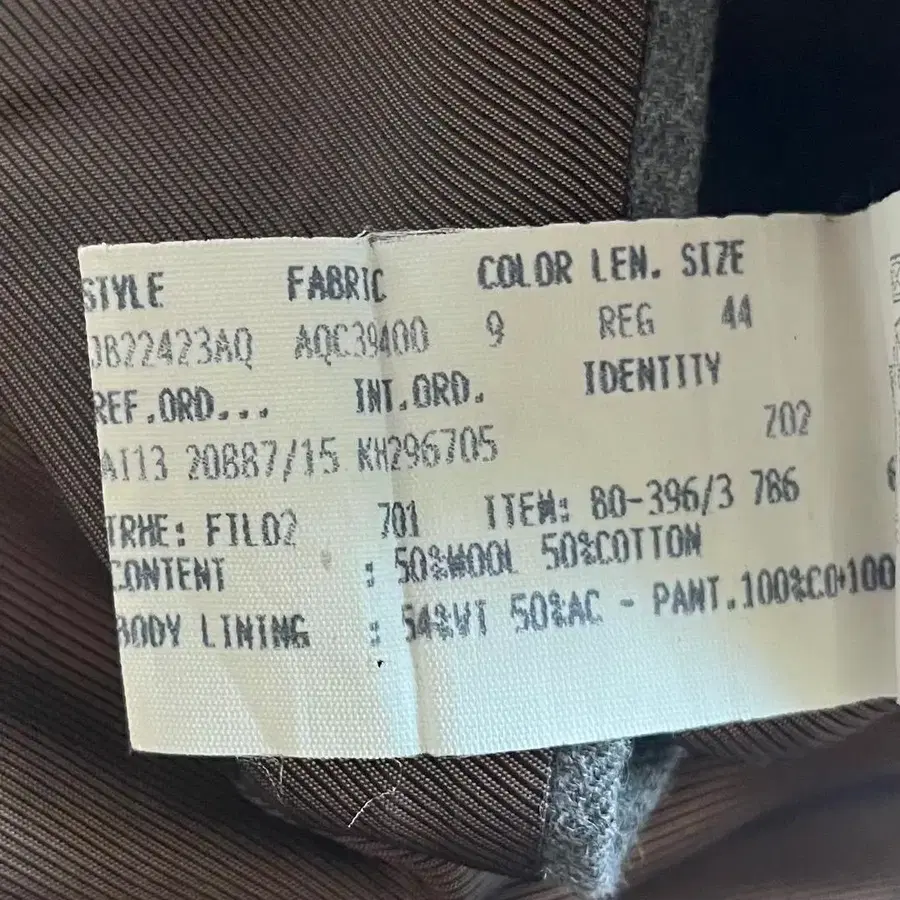 STYLE FABRIC COLOR LEN. SIZE
JB22423AQ AQC39400 9 REG 44
REF.ORD... INT.ORD. IDENTITY
AI13 20887/15 KH296705 Z02
TRHE: FIL02 701 ITEM: 80-396/3 786
CONTENT : 50%WOOL 50%COTTON
BODY LINING : 54%VI 50%AC - PANT.100%CO+100